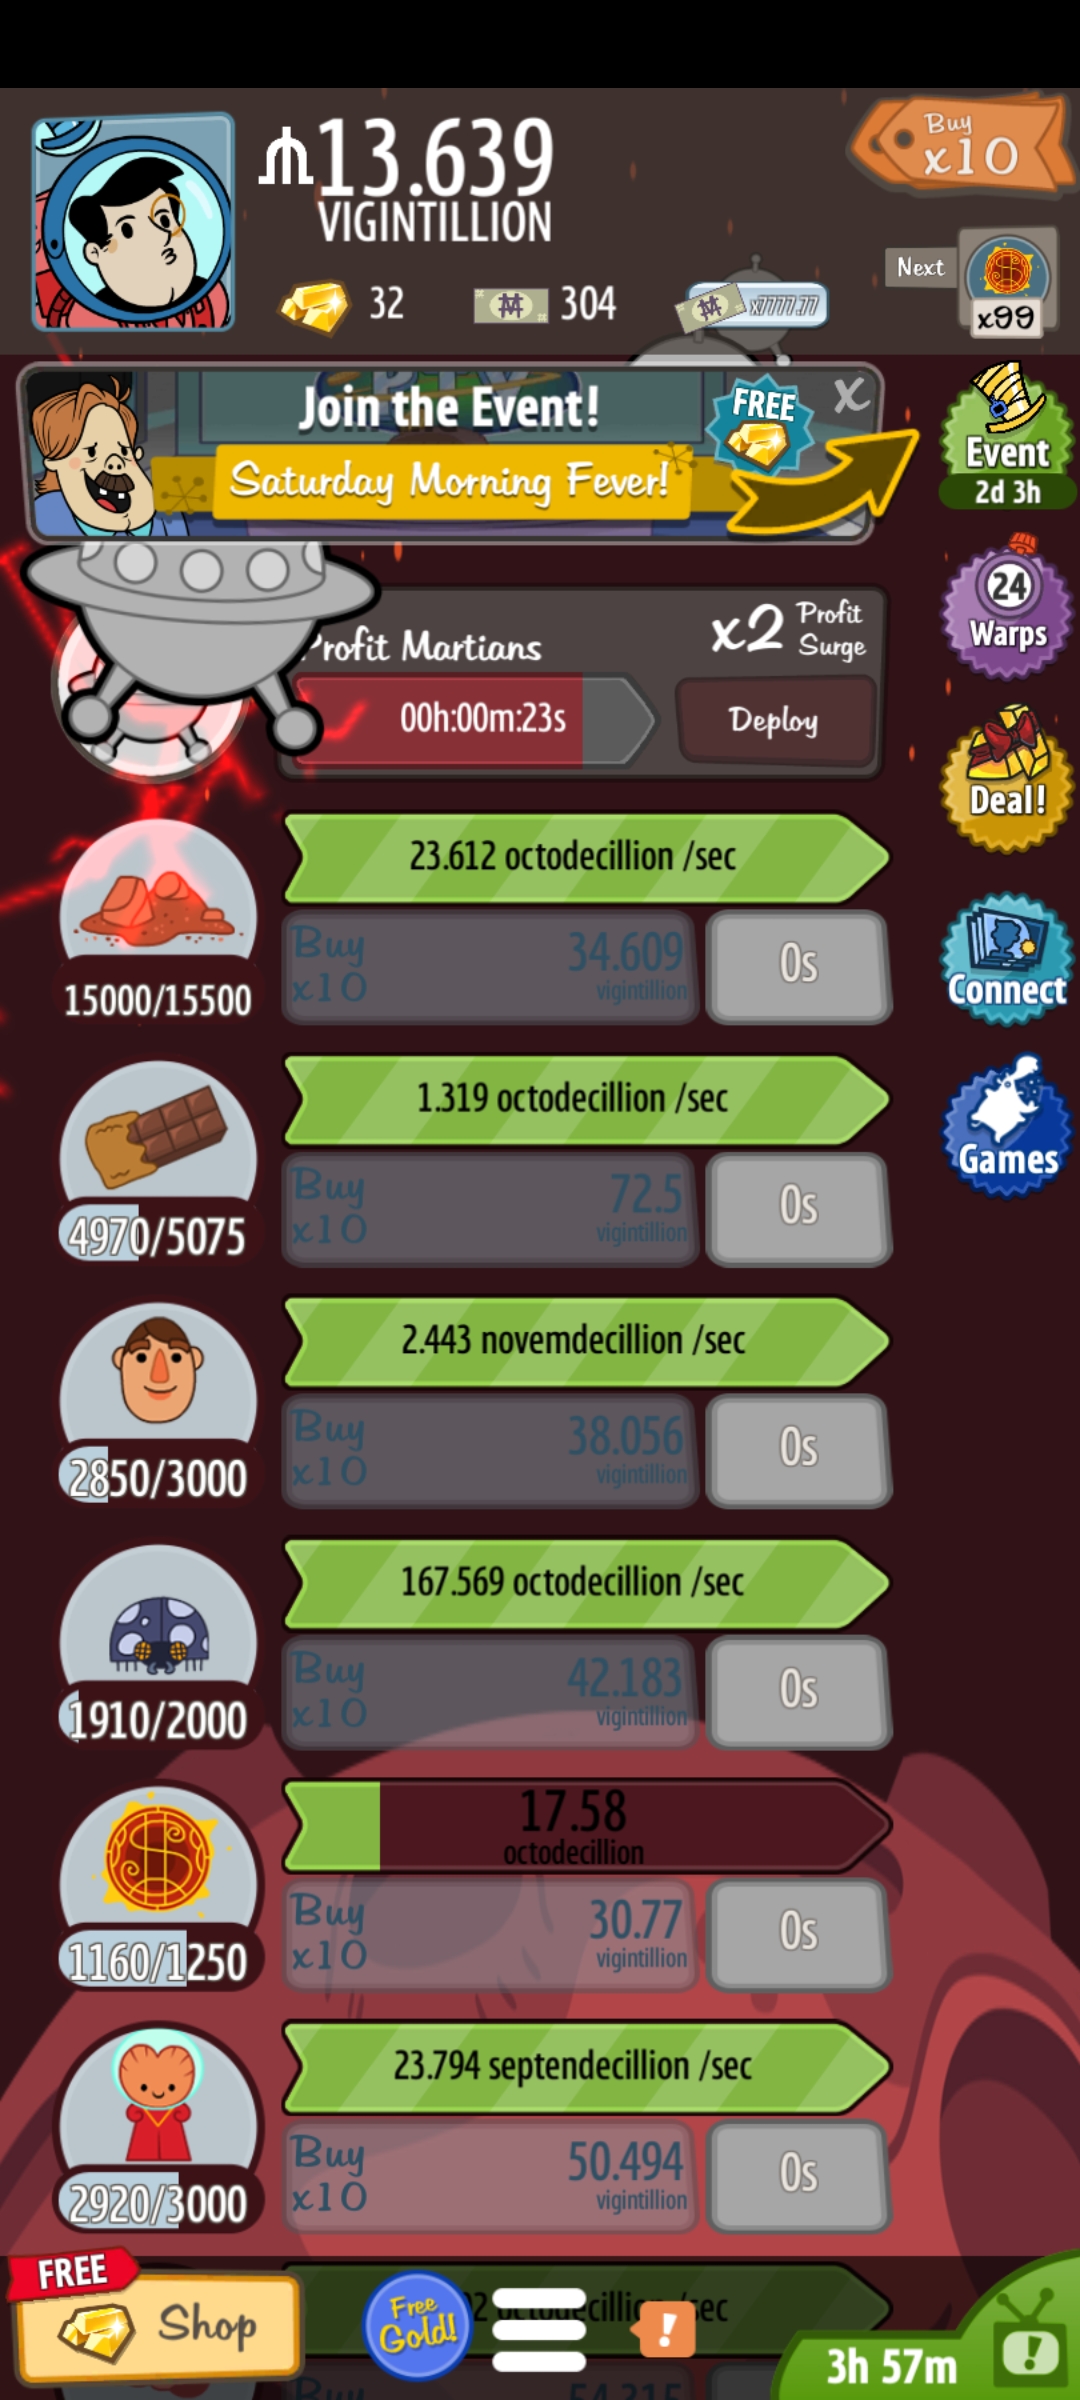 13.639
VIGINTILLION
Buy
x10
32
304
x7777.77
Next
x99
Join the Event!
FREE
X
Saturday Morning Fever!
Event
2d 3h
24
Warps
Profit Martians
x2 Profit
Surge
00h:00m:23s
Deploy
Deal!
23.612 octodecillion /sec
Buy
x10
34.609
vigintillion
0s
15000/15500
Connect
1.319 octodecillion /sec
Games
Buy
x10
72.5
vigintillion
0s
4970/5075
2.443 novemdecillion /sec
Buy
x10
38.056
vigintillion
0s
2850/3000
167.569 octodecillion /sec
Buy
x10
42.183
vigintillion
0s
1910/2000
17.58
octodecillion
Buy
x10
30.77
vigintillion
0s
1160/1250
23.794 septendecillion /sec
Buy
x10
50.494
vigintillion
0s
2920/3000
FREE
Shop
Free
Gold!
!
3h 57m
!
Buy
54.315